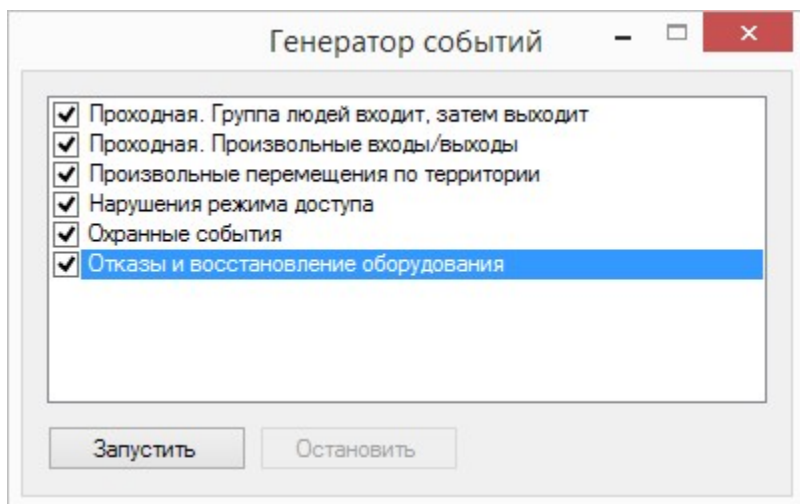 Генератор событий
Проходная. Группа людей входит, затем выходит
Проходная. Произвольные входы/выходы
Произвольные перемещения по территории
Нарушения режима доступа
Охранные события
Отказы и восстановление оборудования
Запустить
Остановить